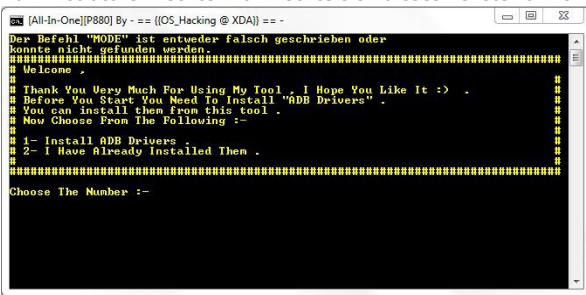 [All-In-One][P880] By - == {{OS_Hacking @ XDA}} == -
Der Befehl "MODE" ist entweder falsch geschrieben oder
konnte nicht gefunden werden.
################################################################################
# Welcome ,
# #
# Thank You Very Much For Using My Tool , I Hope You Like It :) . #
# Before You Start You Need To Install "ADB Drivers" . #
# You can install them from this tool . #
# Now Choose From The Following :- #
# #
# 1- Install ADB Drivers . #
# 2- I Have Already Installed Them . #
# #
################################################################################
Choose The Number :-